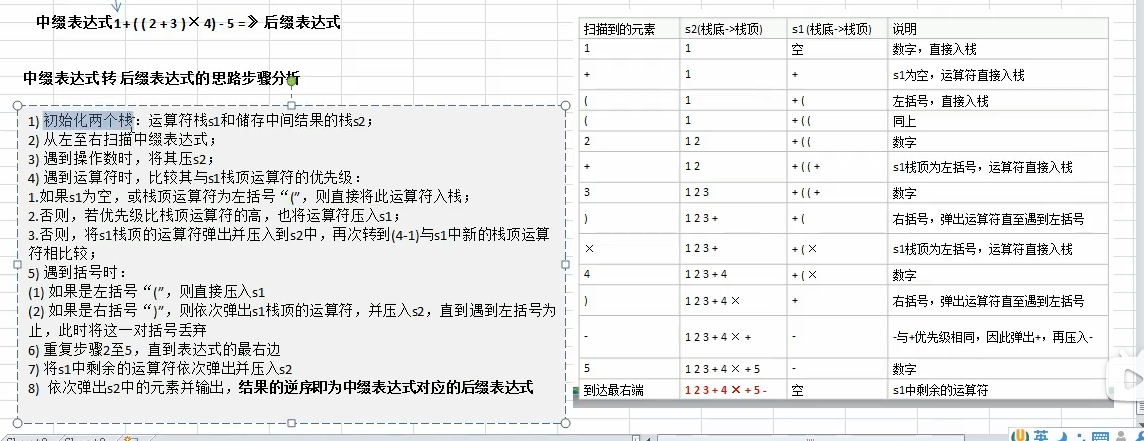 中缀表达式1+((2+3)×4)-5=》后缀表达式
中缀表达式 转 后缀表达式的思路步骤分析
1) 初始化两个栈：运算符栈s1和储存中间结果的栈s2；
2) 从左至右扫描中缀表达式；
3) 遇到操作数时，将其压s2；
4) 遇到运算符时，比较其与s1栈顶运算符的优先级：
1.如果s1为空，或栈顶运算符为左括号“(”，则直接将此运算符入栈；
2.否则，若优先级比栈顶运算符的高，也将运算符压入s1；
3.否则，将s1栈顶的运算符弹出并压入到s2中，再次转到(4-1)与s1中新的栈顶运算
符相比较；
5) 遇到括号时：
(1) 如果是左括号“(”，则直接压入s1
(2) 如果是右括号“)”，则依次弹出s1栈顶的运算符，并压入s2，直到遇到左括号为
止，此时将这一对括号丢弃
6) 重复步骤2至5，直到表达式的最右边
7) 将s1中剩余的运算符依次弹出并压入s2
8) 依次弹出s2中的元素并输出，结果的逆序即为中缀表达式对应的后缀表达式
扫描到的元素 s2(栈底->栈顶) s1(栈底->栈顶) 说明
1 1 空 数字，直接入栈
+ 1 + s1为空，运算符直接入栈
( 1 + ( 左括号，直接入栈
( 1 + ( ( 同上
2 1 2 + ( ( 数字
+ 1 2 + ( ( + s1栈顶为左括号，运算符直接入栈
3 1 2 3 + ( ( + 数字
) 1 2 3 + + ( 右括号，弹出运算符直至遇到左括号
× 1 2 3 + + ( × s1栈顶为左括号，运算符直接入栈
4 1 2 3 + 4 + ( × 数字
) 1 2 3 + 4 × + 右括号，弹出运算符直至遇到左括号
- 1 2 3 + 4 × + - -与+优先级相同，因此弹出+，再压入-
5 1 2 3 + 4 × + 5 - 数字
到达最右端 1 2 3 + 4 × + 5 - 空 s1中剩余的运算符
英